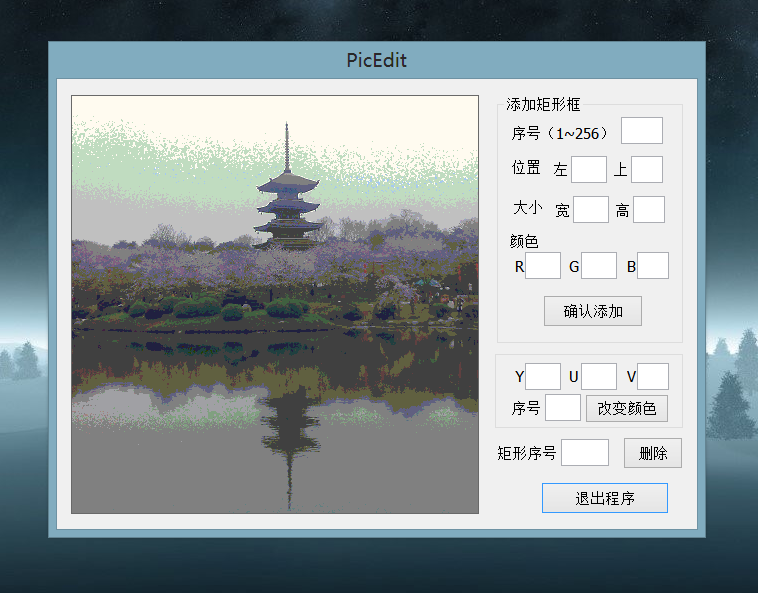 PicEdit
添加矩形框
序号（1~256）
位置 左 上
大小 宽 高
颜色
R G B
确认添加
Y U V
序号 改变颜色
矩形序号 删除
退出程序